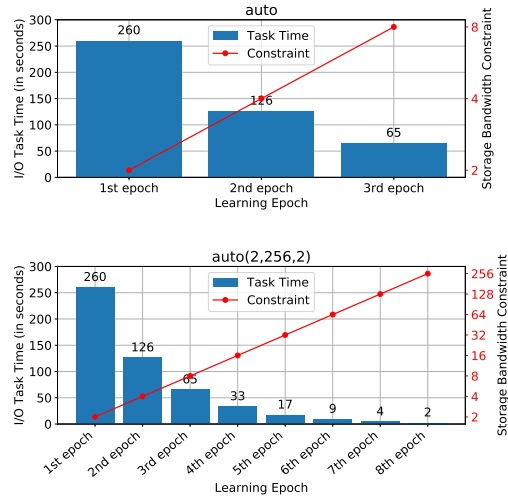 auto
300
250
200
150
100
50
0
I/O Task Time (in seconds)
260
126
65
Task Time
Constraint
8
4
2
Storage Bandwidth Constraint
1st epoch 2nd epoch 3rd epoch
Learning Epoch
auto(2,256,2)
300
250
200
150
100
50
0
I/O Task Time (in seconds)
260
126
65
33
17
9
4
2
Task Time
Constraint
256
128
64
32
16
8
4
2
Storage Bandwidth Constraint
1st epoch
2nd epoch
3rd epoch
4th epoch
5th epoch
6th epoch
7th epoch
8th epoch
Learning Epoch